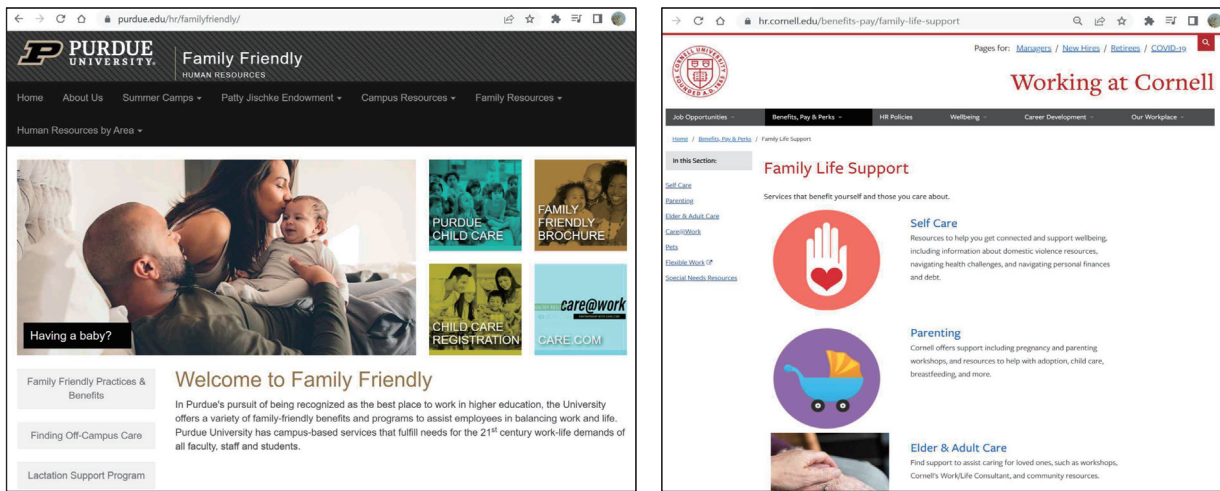 purdue.edu/hr/familyfriendly/
PURDUE
UNIVERSITY.
Family Friendly
HUMAN RESOURCES
Home About Us Summer Camps Patty Jischke Endowment Campus Resources Family Resources
Human Resources by Area
Having a baby?
PURDUE
CHILD CARE
FAMILY
FRIENDLY
BROCHURE
CHILD CARE
REGISTRATION
care@work
CARE.COM
Family Friendly Practices &
Benefits
Finding Off-Campus Care
Lactation Support Program
Welcome to Family Friendly
In Purdue's pursuit of being recognized as the best place to work in higher education, the University
offers a variety of family-friendly benefits and programs to assist employees in balancing work and life.
Purdue University has campus-based services that fulfill needs for the 21st century work-life demands of
all faculty, staff and students.
hr.cornell.edu/benefits-pay/family-life-support
Pages for: Managers / New Hires / Retirees / COVID-19
CORNELL UNIVERSITY
FOUNDED A.D. 1865
Working at Cornell
Job Opportunities Benefits, Pay & Perks HR Policies Wellbeing Career Development Our Workplace
Home / Benefits, Pay & Perks / Family Life Support
In this Section:
Self Care
Parenting
Elder & Adult Care
Care@Work
Pets
Flexible Work
Special Needs Resources
Family Life Support
Services that benefit yourself and those you care about.
Self Care
Resources to help you get connected and support wellbeing,
including information about domestic violence resources,
navigating health challenges, and navigating personal finances
and debt.
Parenting
Cornell offers support including pregnancy and parenting
workshops, and resources to help with adoption, child care,
breastfeeding, and more.
Elder & Adult Care
Find support to assist caring for loved ones, such as workshops,
Cornell's Work/Life Consultant, and community resources.